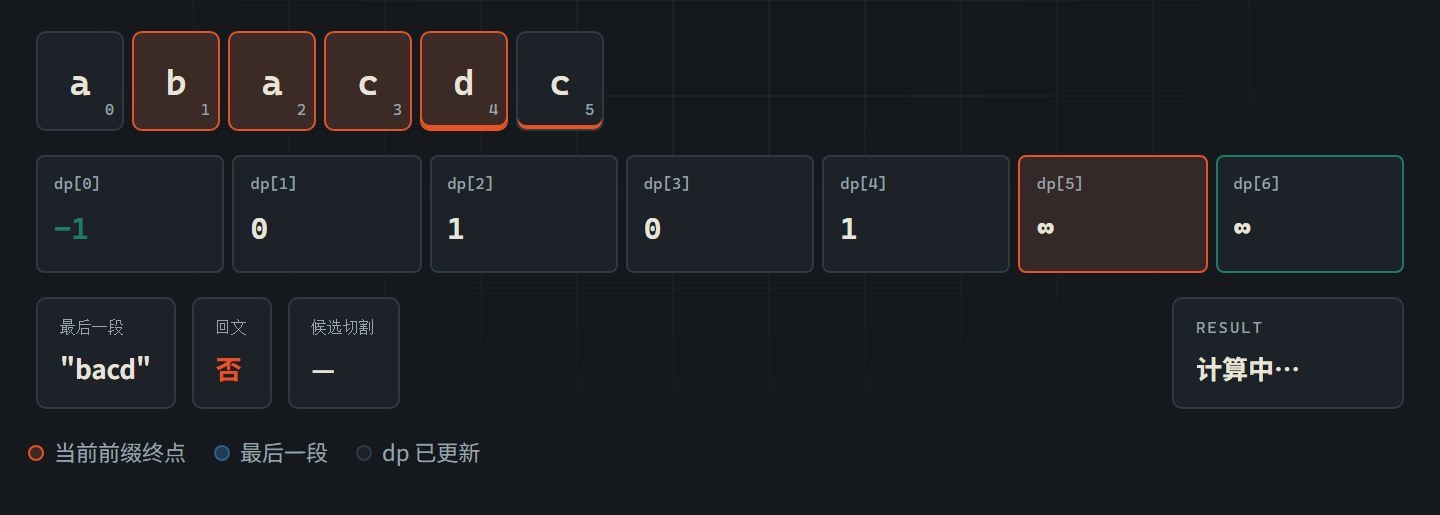 a 0 b 1 a 2 c 3 d 4 c 5
dp[0] dp[1] dp[2] dp[3] dp[4] dp[5] dp[6]
−1 0 1 0 1 ∞ ∞
最后一段 回文 候选切割 RESULT
"bacd" 否 — 计算中…
当前前缀终点 最后一段 dp 已更新